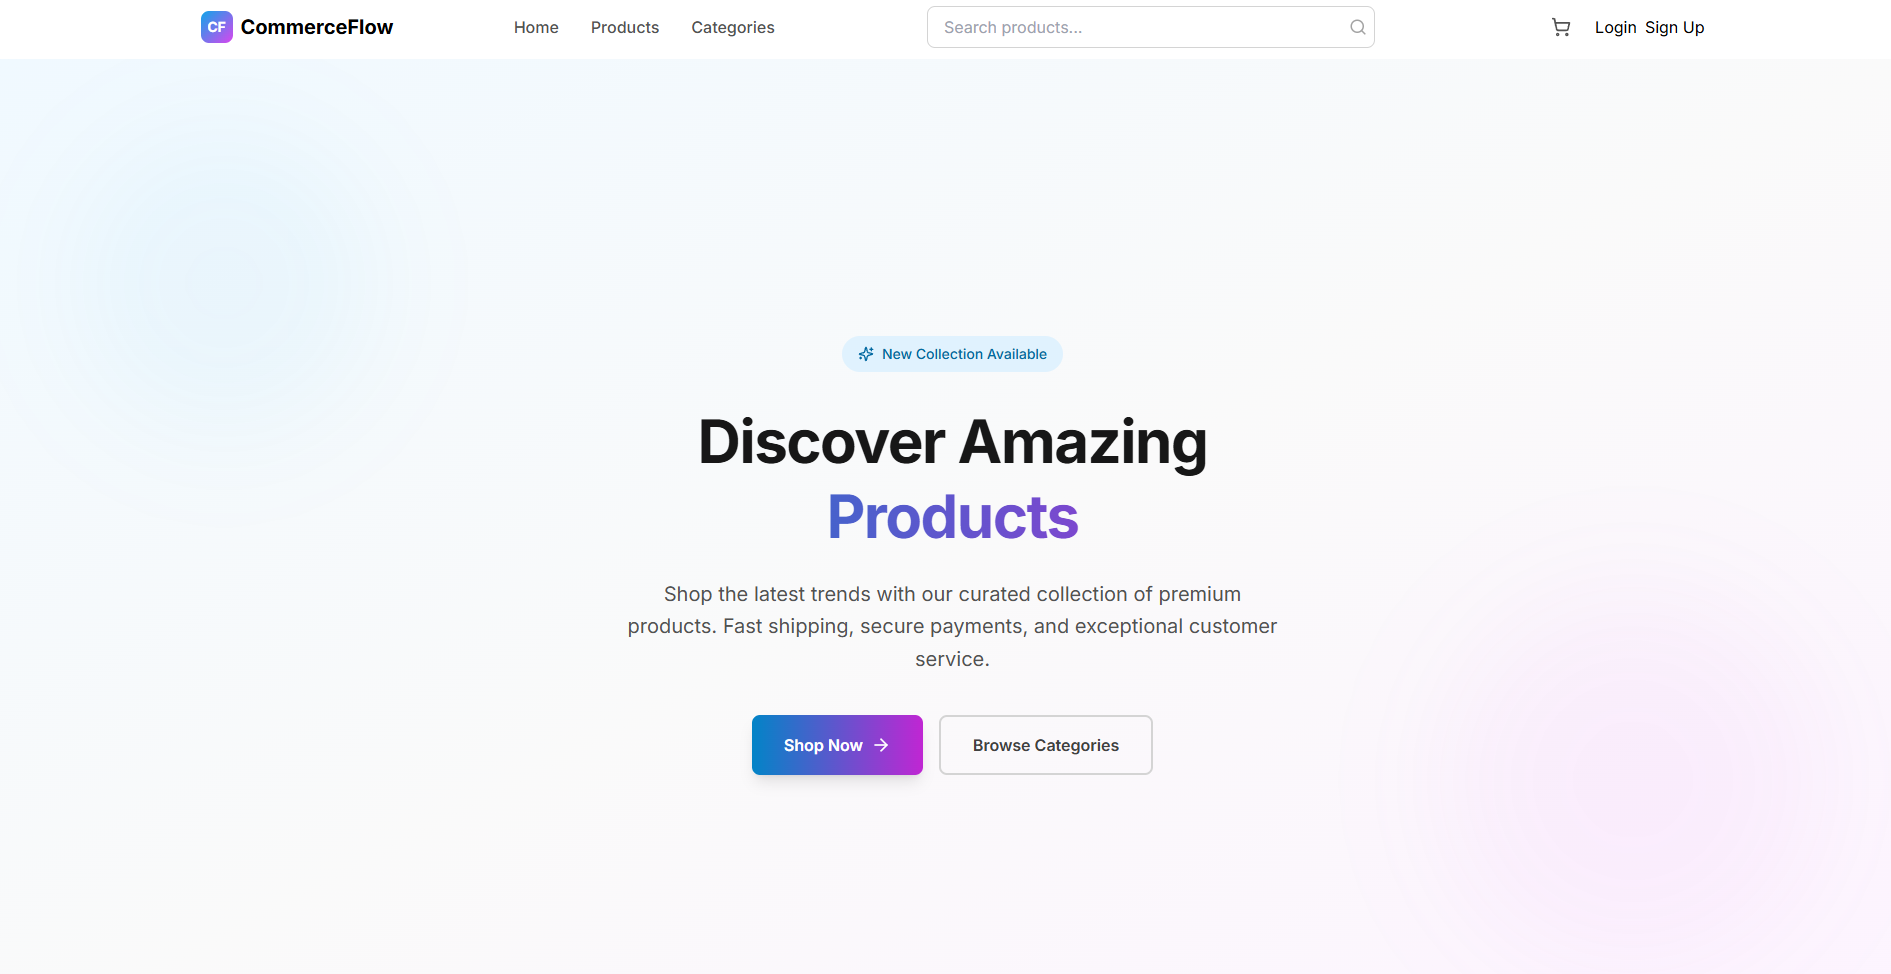 CF CommerceFlow Home Products Categories Search products... Login Sign Up
New Collection Available
Discover Amazing
Products
Shop the latest trends with our curated collection of premium
products. Fast shipping, secure payments, and exceptional customer
service.
Shop Now Browse Categories